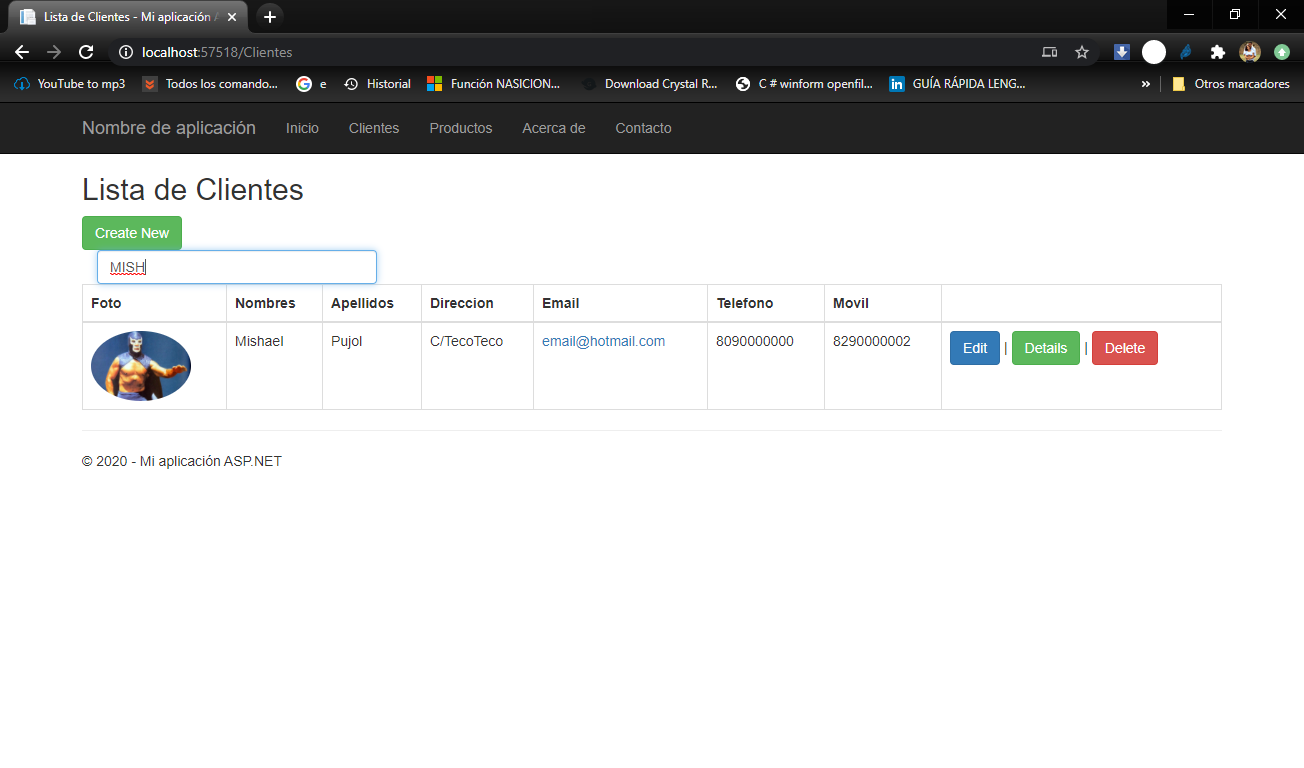 Lista de Clientes - Mi aplicación A
localhost:57518/Clientes
YouTube to mp3 Todos los comando... e Historial Función NASICION... Download Crystal R... C # winform openfil... GUÍA RÁPIDA LENG... » Otros marcadores
Nombre de aplicación Inicio Clientes Productos Acerca de Contacto
Lista de Clientes
Create New
MISH
Foto Nombres Apellidos Direccion Email Telefono Movil
Mishael Pujol C/TecoTeco email@hotmail.com 8090000000 8290000002 Edit | Details | Delete
© 2020 - Mi aplicación ASP.NET